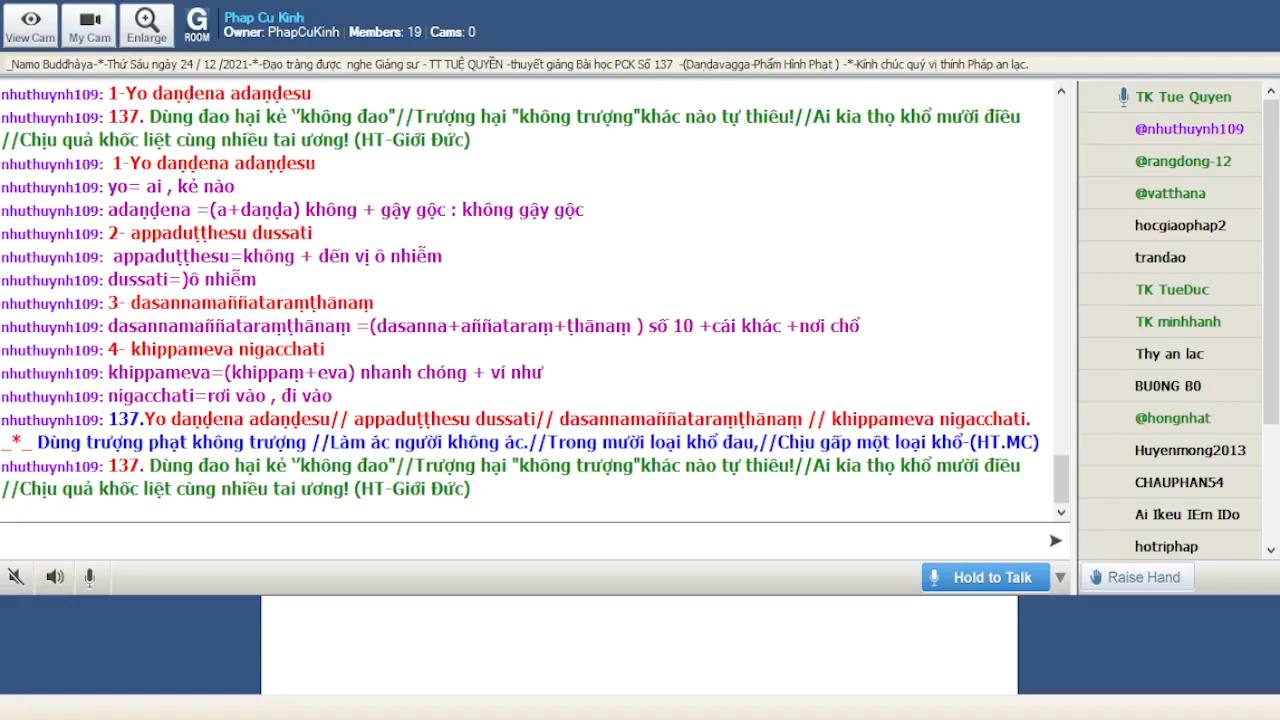 View Cam
My Cam
Enlarge
G
ROOM
Phap Cu Kinh
Owner: PhapCuKinh | Members: 19 | Cams: 0
_Namo Buddhàya-*-Thứ Sáu ngày 24 / 12 /2021-*-Đạo tràng được nghe Giảng sư - TT TUỆ QUYỀN -thuyết giảng Bài học PCK Số 137 -(Daṇḍavagga-Phẩm Hình Phạt ) -*-Kính chúc quý vị thính Pháp an lạc.
nhuthuynh109: 1-Yo daṇḍena adaṇḍesu
nhuthuynh109: 137. Dùng đao hại kẻ “không đao"//Trượng hại "không trượng"khác nào tự thiêu!//Ai kia thọ khổ mười điều
//Chịu quả khốc liệt cùng nhiều tai ương! (HT-Giới Đức)
nhuthuynh109: 1-Yo daṇḍena adaṇḍesu
nhuthuynh109: yo= ai , kẻ nào
nhuthuynh109: adaṇḍena =(a+daṇḍa) không + gậy gộc : không gậy gộc
nhuthuynh109: 2- appaduṭṭhesu dussati
nhuthuynh109: appaduṭṭhesu=không + đến vị ô nhiễm
nhuthuynh109: dussati=)ô nhiễm
nhuthuynh109: 3- dasannamaññataraṃṭhānaṃ
nhuthuynh109: dasannamaññataraṃṭhānaṃ =(dasanna+aññataraṃ+ṭhānaṃ ) số 10 +cái khác +nơi chổ
nhuthuynh109: 4- khippameva nigacchati
nhuthuynh109: khippameva=(khippaṃ+eva) nhanh chóng + ví như
nhuthuynh109: nigacchati=rơi vào , đi vào
nhuthuynh109: 137.Yo daṇḍena adaṇḍesu// appaduṭṭhesu dussati// dasannamaññataraṃṭhānaṃ // khippameva nigacchati.
_*_ Dùng trượng phạt không trượng //Làm ác người không ác.//Trong mười loại khổ đau,//Chịu gấp một loại khổ-(HT.MC)
nhuthuynh109: 137. Dùng đao hại kẻ “không đao"//Trượng hại "không trượng"khác nào tự thiêu!//Ai kia thọ khổ mười điều
//Chịu quả khốc liệt cùng nhiều tai ương! (HT-Giới Đức)
TK Tue Quyen
@nhuthuynh109
@rangdong-12
@vatthana
hocgiaophap2
trandao
TK TueDuc
TK minhhanh
Thy an lac
BU0NG B0
@hongnhat
Huyenmong2013
CHAUPHAN54
Ai Ikeu IEm IDo
hotriphap
Hold to Talk
Raise Hand